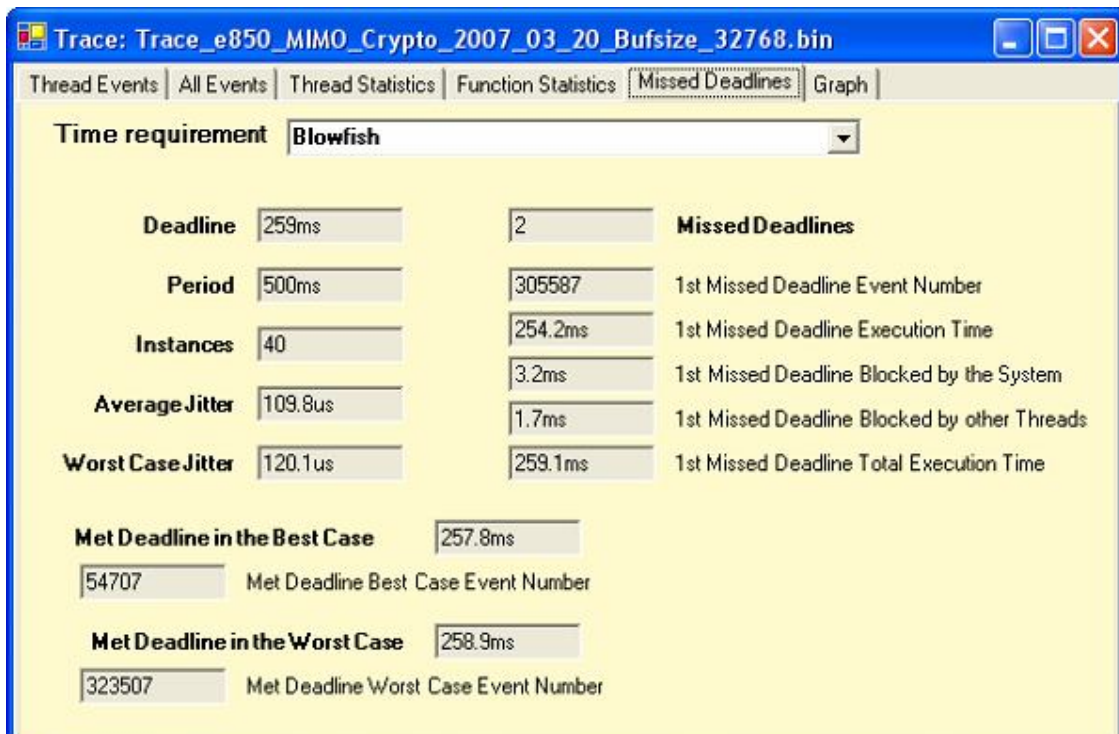 Trace: Trace_e850_MIMO_Crypto_2007_03_20_Bufsize_32768.bin
Thread Events All Events Thread Statistics Function Statistics Missed Deadlines Graph
Time requirement Blowfish
Deadline 259ms 2 Missed Deadlines
Period 500ms 305587 1st Missed Deadline Event Number
254.2ms 1st Missed Deadline Execution Time
Instances 40
3.2ms 1st Missed Deadline Blocked by the System
Average Jitter 109.8us
1.7ms 1st Missed Deadline Blocked by other Threads
Worst Case Jitter 120.1us 259.1ms 1st Missed Deadline Total Execution Time
Met Deadline in the Best Case 257.8ms
54707 Met Deadline Best Case Event Number
Met Deadline in the Worst Case 258.9ms
323507 Met Deadline Worst Case Event Number